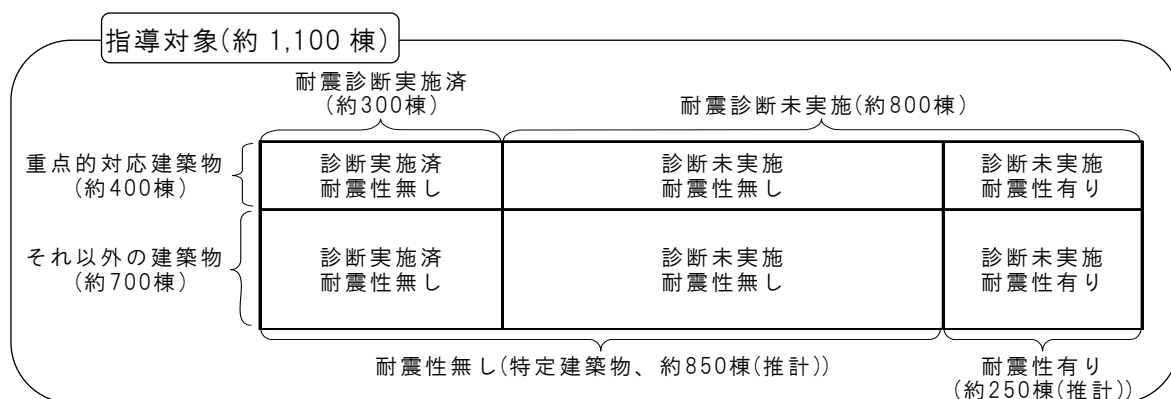 指導対象(約 1,100 棟)
耐震診断実施済
(約300棟)
耐震診断未実施(約800棟)
重点的対応建築物
(約400棟)
診断実施済
耐震性無し
診断未実施
耐震性無し
診断未実施
耐震性有り
それ以外の建築物
(約700棟)
診断実施済
耐震性無し
診断未実施
耐震性無し
診断未実施
耐震性有り
耐震性無し(特定建築物、約850棟(推計))
耐震性有り
(約250棟(推計))